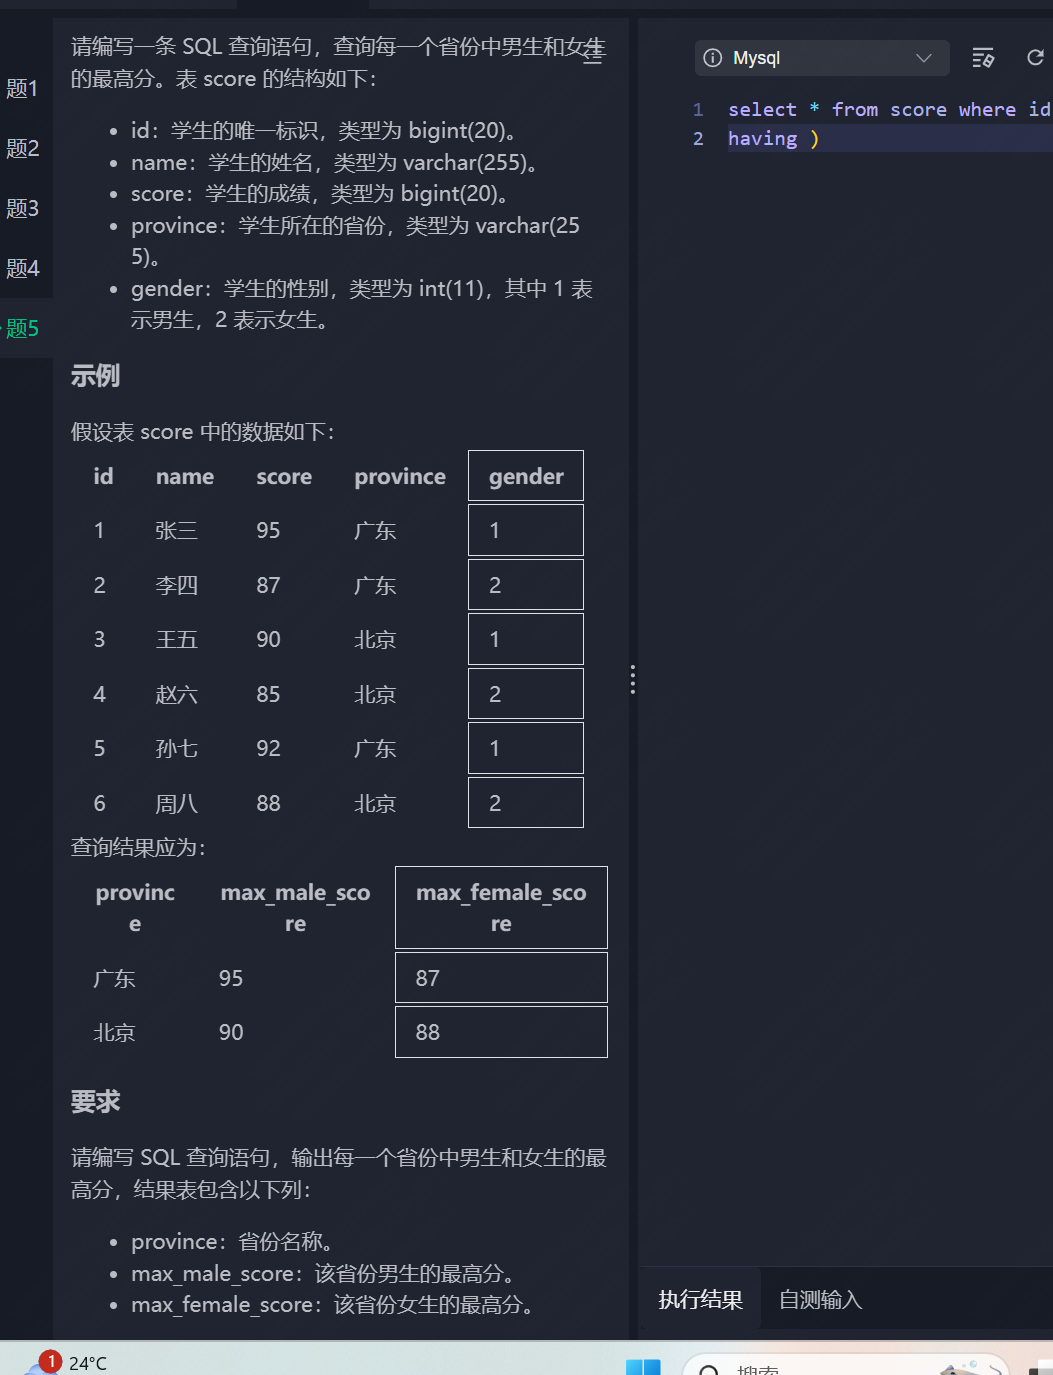 请编写一条 SQL 查询语句，查询每一个省份中男生和女生
的最高分。表 score 的结构如下：
id：学生的唯一标识，类型为 bigint(20)。
name：学生的姓名，类型为 varchar(255)。
score：学生的成绩，类型为 bigint(20)。
province：学生所在的省份，类型为 varchar(25
5)。
gender：学生的性别，类型为 int(11)，其中 1 表
示男生，2 表示女生。
题1
题2
题3
题4
题5
示例
假设表 score 中的数据如下：
id name score province gender
1 张三 95 广东 1
2 李四 87 广东 2
3 王五 90 北京 1
4 赵六 85 北京 2
5 孙七 92 广东 1
6 周八 88 北京 2
查询结果应为：
provinc max_male_sco max_female_sco
e re re
广东 95 87
北京 90 88
要求
请编写 SQL 查询语句，输出每一个省份中男生和女生的最
高分，结果表包含以下列：
province：省份名称。
max_male_score：该省份男生的最高分。
max_female_score：该省份女生的最高分。
Mysql
1 select * from score where id
2 having )
执行结果 自测输入
1 24°C
搜索